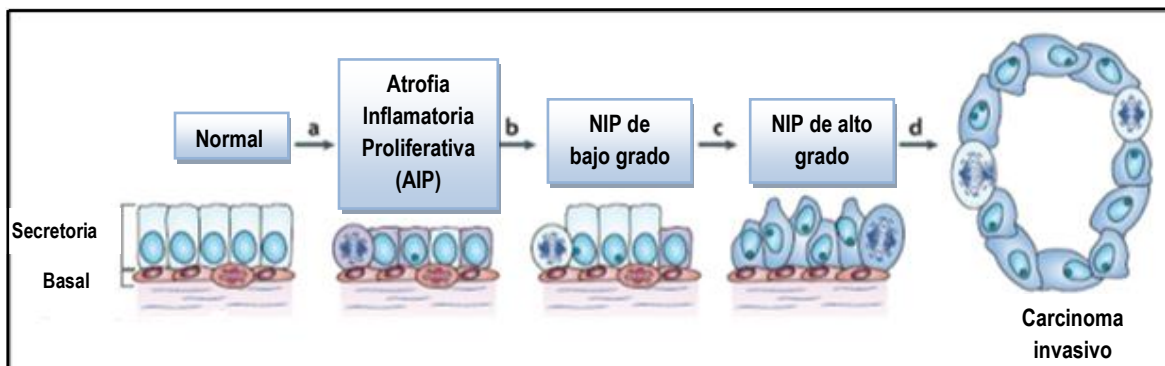 Normal
a
Atrofia
Inflamatoria
Proliferativa
(AIP)
b
NIP de
bajo grado
c
NIP de alto
grado
d
Secretoria
Basal
Carcinoma
invasivo